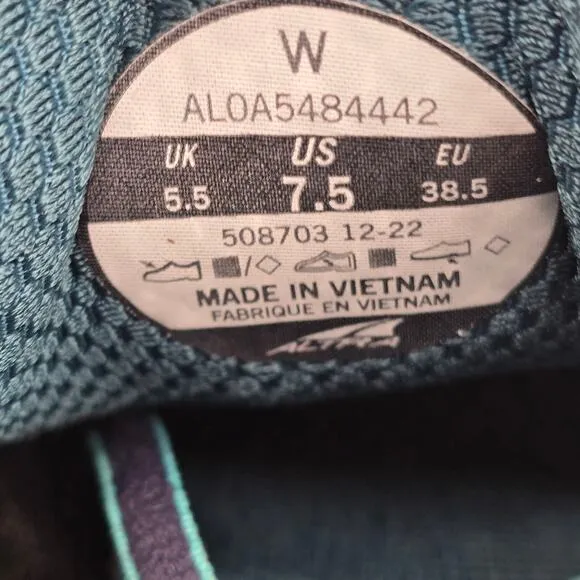 W
AL0A5484442
UK US EU
5.5 7.5 38.5
508703 12-22
MADE IN VIETNAM
FABRIQUE EN VIETNAM
ALTRA